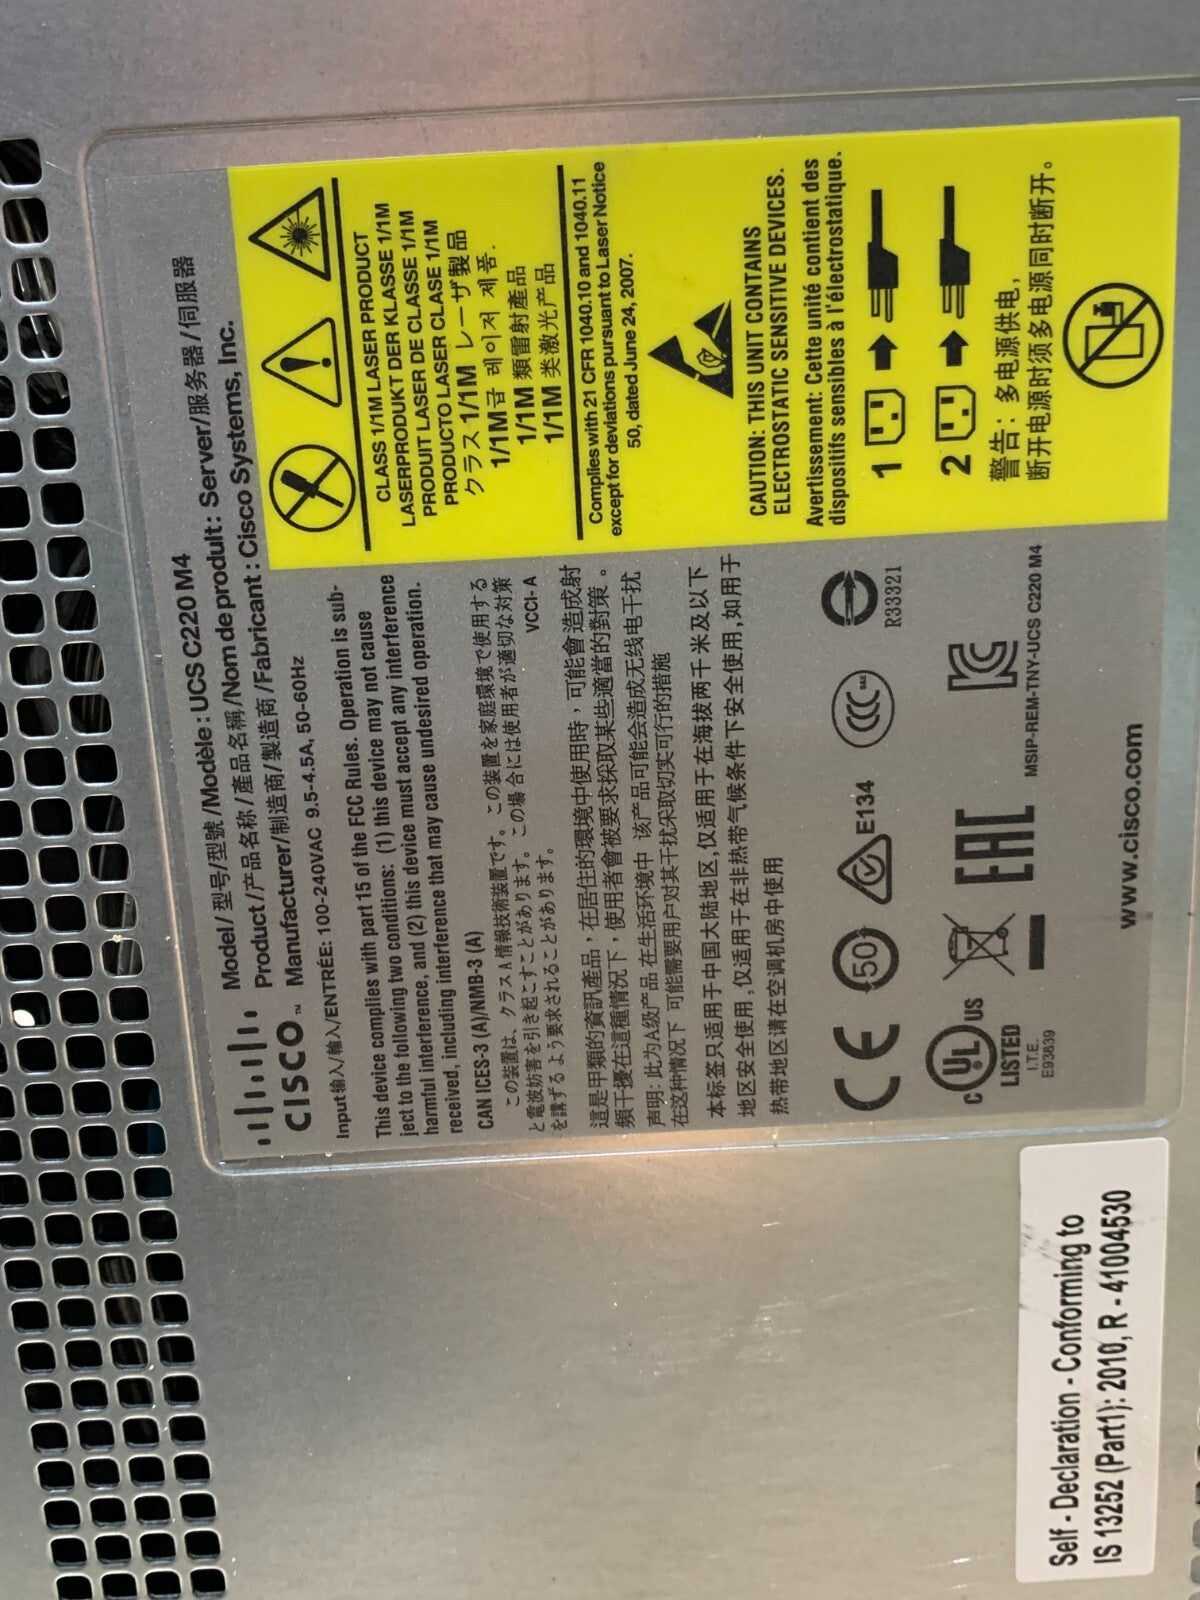 Model/型号/型號/Modèle: UCS C220 M4
Product/产品名称/產品名稱/Nom de produit: Server/服务器/伺服器
Manufacturer/制造商/製造商/Fabricant: Cisco Systems, Inc.
CISCO™
Input输入/輸入/ENTRÉE: 100-240VAC 9.5-4.5A, 50-60Hz
This device complies with part 15 of the FCC Rules. Operation is sub-
ject to the following two conditions: (1) this device may not cause
harmful interference, and (2) this device must accept any interference
received, including interference that may cause undesired operation.
CAN ICES-3 (A)/NMB-3 (A)
この装置は、クラスA情報技術装置です。この装置を家庭環境で使用する
と電波妨害を引き起こすことがあります。この場合には使用者が適切な対策
を講ずるよう要求されることがあります。
VCCI-A
這是甲類的資訊產品，在居住的環境中使用時，可能會造成射
頻干擾在這種情況下，使用者會被要求採取某些適當的對策。
声明: 此为A级产品 在生活环境中 该产品可能会造成无线电干扰
在这种情况下 可能需要用户对其干扰采取切实可行的措施
本标签只适用于中国大陆地区,仅适用于在海拔两千米及以下
地区安全使用,仅适用于在非热带气候条件下安全使用,如用于
热带地区请在空调机房中使用
CE
50
E134
CCC
R33321
c UL us
LISTED
I.T.E.
E93639
EAC
KC
MSIP-REM-TNY-UCS C220 M4
www.cisco.com
CLASS 1/1M LASER PRODUCT
LASERPRODUKT DER KLASSE 1/1M
PRODUIT LASER DE CLASSE 1/1M
PRODUCTO LASER CLASE 1/1M
クラス 1/1M レーザ製品
1/1M급 레이저 제품.
1/1M 類雷射產品
1/1M 类激光产品
Complies with 21 CFR 1040.10 and 1040.11
except for deviations pursuant to Laser Notice
50, dated June 24, 2007.
CAUTION: THIS UNIT CONTAINS
ELECTROSTATIC SENSITIVE DEVICES.
Avertissement: Cette unité contient des
dispositifs sensibles à l'électrostatique.
1
2
警告：多电源供电，
断开电源时须多电源同时断开。
Self - Declaration - Conforming to
IS 13252 (Part1): 2010, R - 41004530